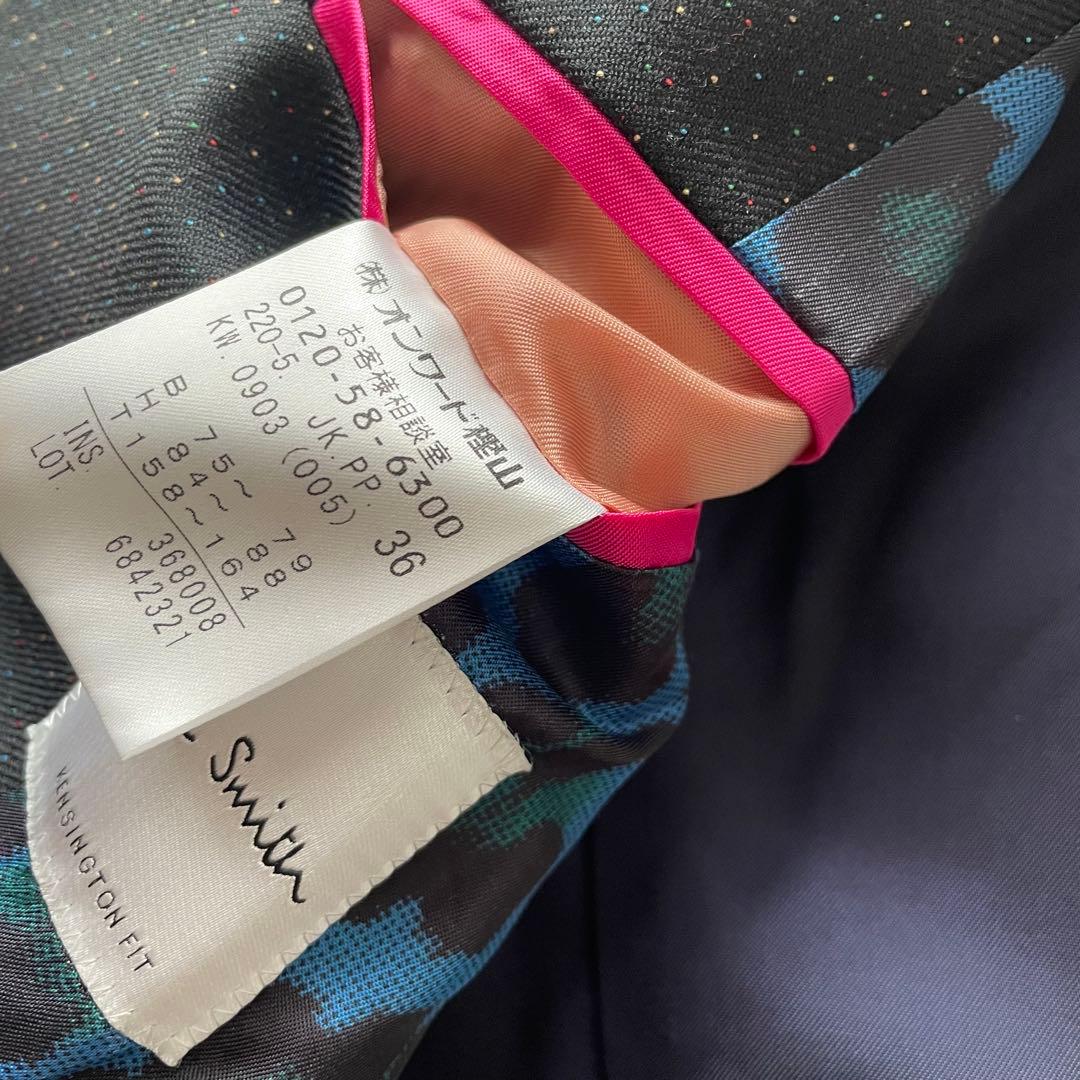 (株)オンワード樫山
お客様相談室
0120-58-6300
220-5. JK.PP. 36
KW.0903 (005)
B 75~ 79
H 84~ 88
T 158~164
INS. 368008
LOT. 6842321
Smith
KENSINGTON FIT